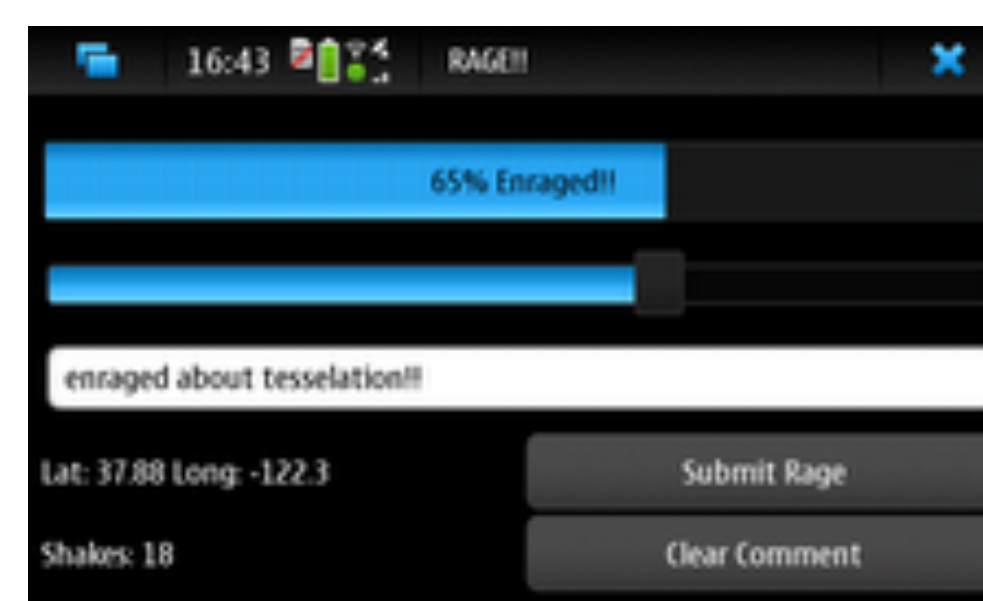 16:43 RAGE!!
65% Enraged!!
enraged about tesselation!!!
Lat: 37.88 Long: -122.3
Submit Rage
Shakes: 18
Clear Comment